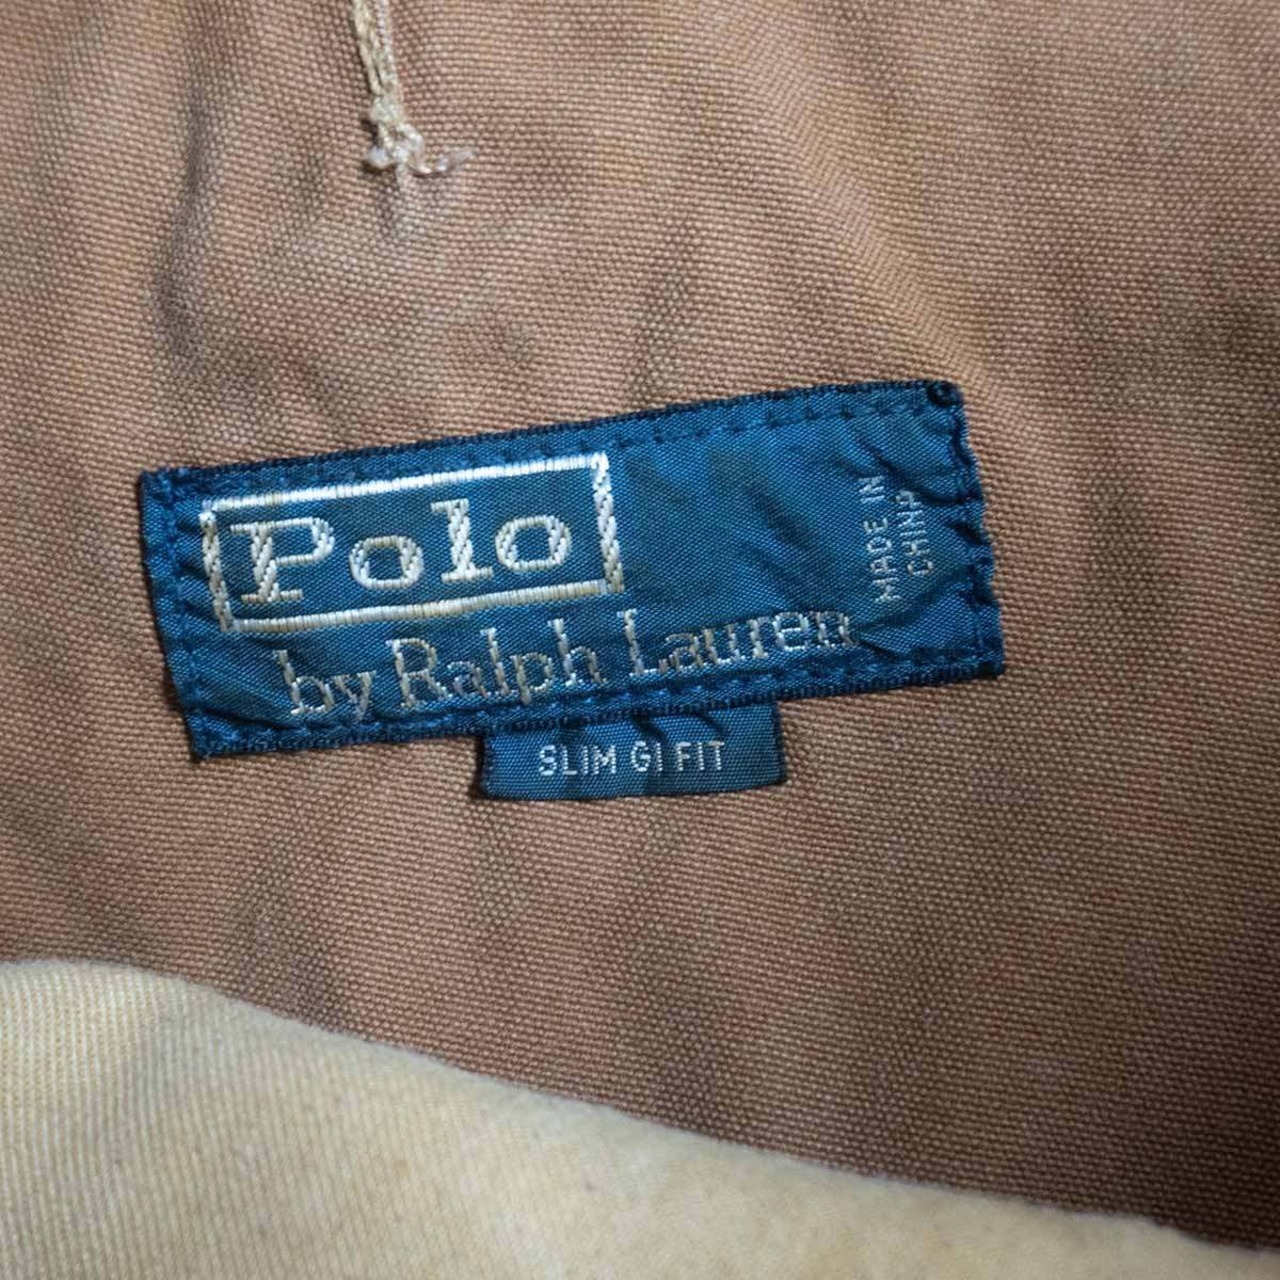 Polo
by Ralph Lauren
MADE IN
CHINA
SLIM GI FIT